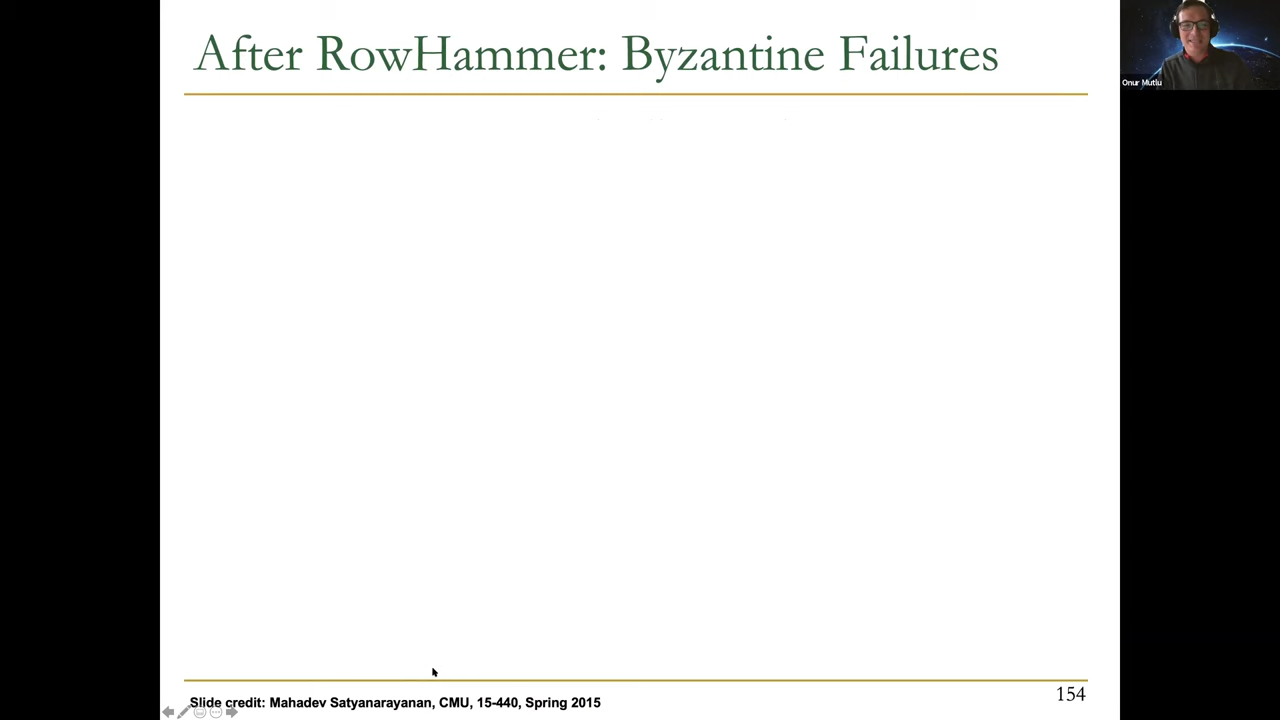 After RowHammer: Byzantine Failures
Onur Mutlu
Slide credit: Mahadev Satyanarayanan, CMU, 15-440, Spring 2015
154